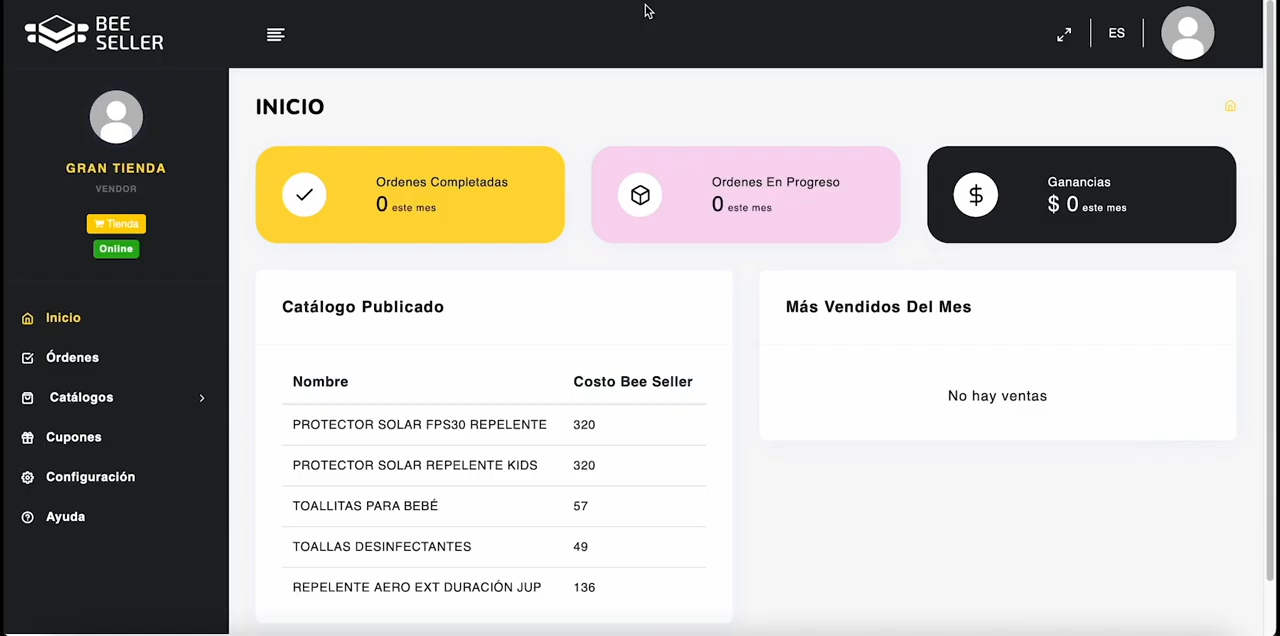 BEE
SELLER
ES
GRAN TIENDA
VENDOR
Tienda
Online
Inicio
Órdenes
Catálogos
Cupones
Configuración
Ayuda
INICIO
Ordenes Completadas
0 este mes
Ordenes En Progreso
0 este mes
Ganancias
$ 0 este mes
Catálogo Publicado
Nombre Costo Bee Seller
PROTECTOR SOLAR FPS30 REPELENTE 320
PROTECTOR SOLAR REPELENTE KIDS 320
TOALLITAS PARA BEBÉ 57
TOALLAS DESINFECTANTES 49
REPELENTE AERO EXT DURACIÓN JUP 136
Más Vendidos Del Mes
No hay ventas